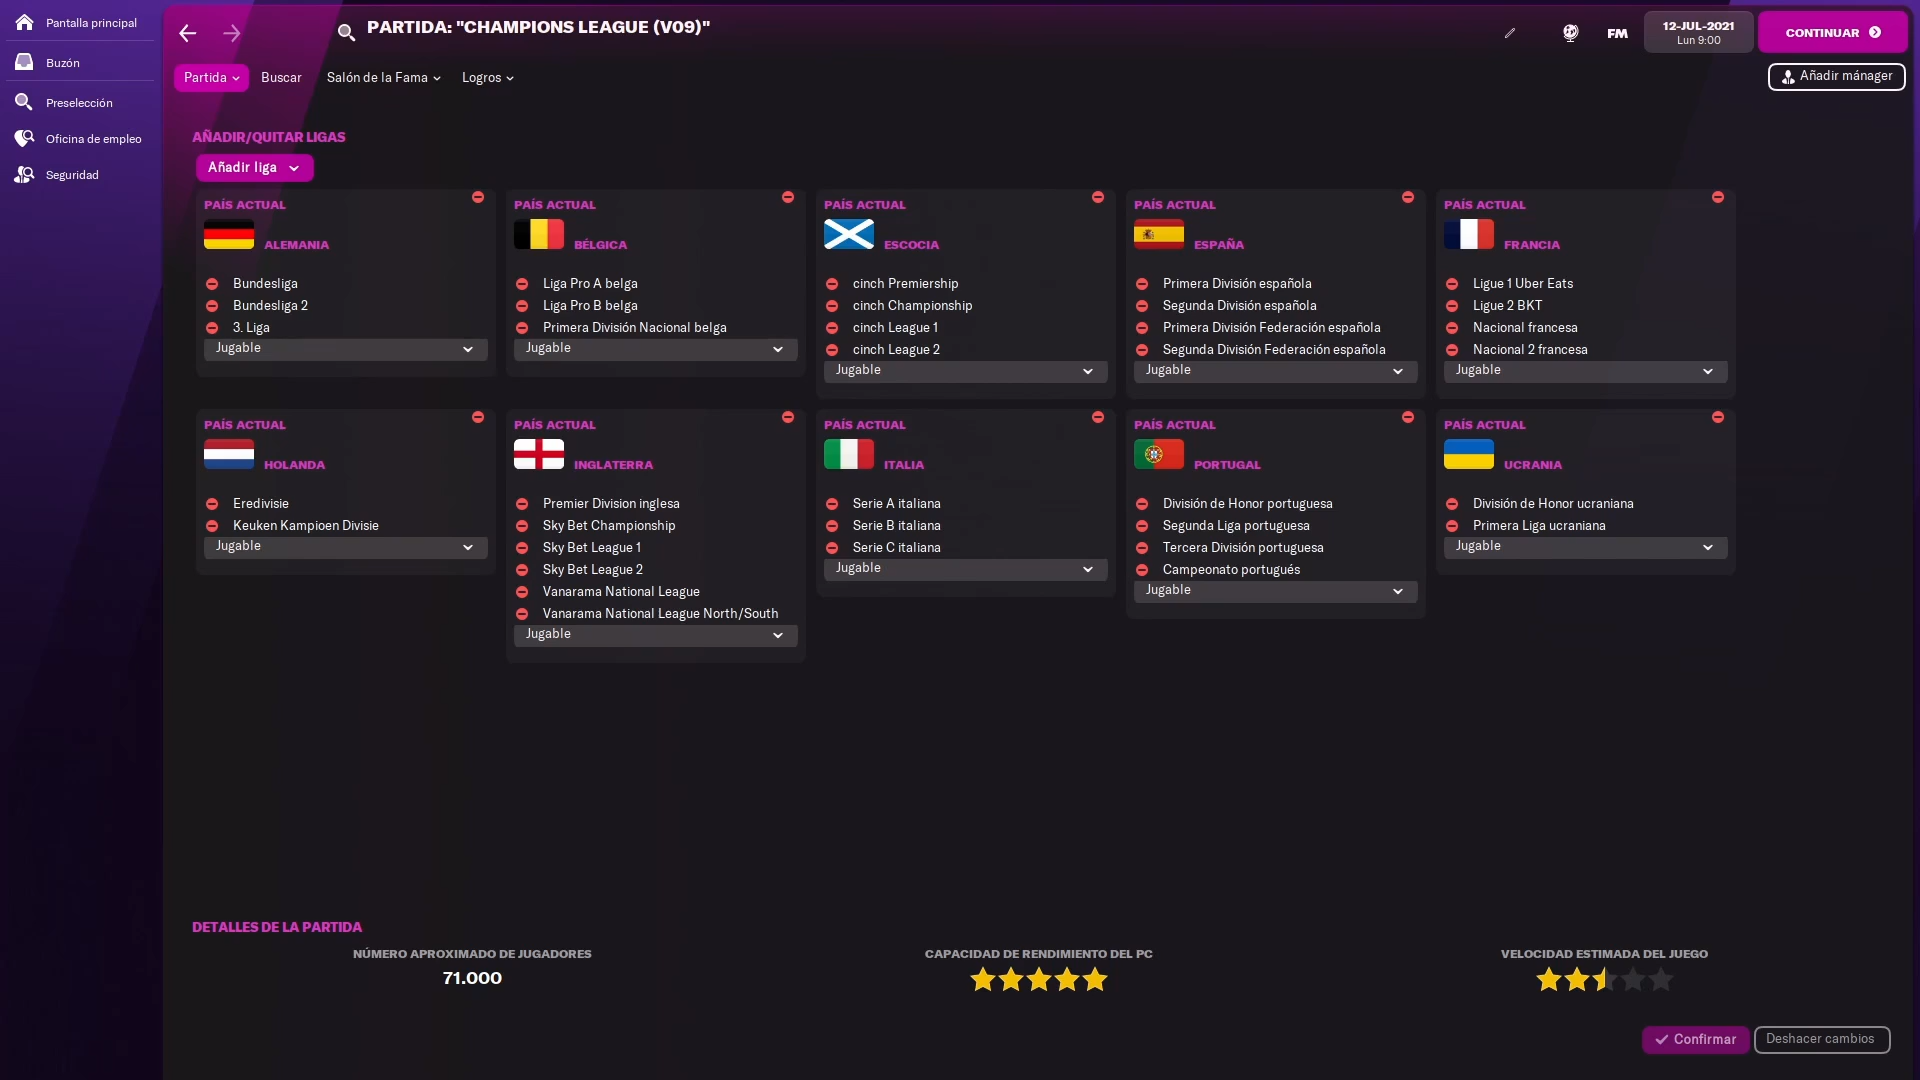 Pantalla principal
Buzón
Preselección
Oficina de empleo
Seguridad
PARTIDA: "CHAMPIONS LEAGUE (V09)"
FM
12-JUL-2021
Lun 9:00
CONTINUAR
Partida
Buscar
Salón de la Fama
Logros
Añadir mánager
AÑADIR/QUITAR LIGAS
Añadir liga
PAÍS ACTUAL
ALEMANIA
Bundesliga
Bundesliga 2
3. Liga
Jugable
PAÍS ACTUAL
BÉLGICA
Liga Pro A belga
Liga Pro B belga
Primera División Nacional belga
Jugable
PAÍS ACTUAL
ESCOCIA
cinch Premiership
cinch Championship
cinch League 1
cinch League 2
Jugable
PAÍS ACTUAL
ESPAÑA
Primera División española
Segunda División española
Primera División Federación española
Segunda División Federación española
Jugable
PAÍS ACTUAL
FRANCIA
Ligue 1 Uber Eats
Ligue 2 BKT
Nacional francesa
Nacional 2 francesa
Jugable
PAÍS ACTUAL
HOLANDA
Eredivisie
Keuken Kampioen Divisie
Jugable
PAÍS ACTUAL
INGLATERRA
Premier Division inglesa
Sky Bet Championship
Sky Bet League 1
Sky Bet League 2
Vanarama National League
Vanarama National League North/South
Jugable
PAÍS ACTUAL
ITALIA
Serie A italiana
Serie B italiana
Serie C italiana
Jugable
PAÍS ACTUAL
PORTUGAL
División de Honor portuguesa
Segunda Liga portuguesa
Tercera División portuguesa
Campeonato portugués
Jugable
PAÍS ACTUAL
UCRANIA
División de Honor ucraniana
Primera Liga ucraniana
Jugable
DETALLES DE LA PARTIDA
NÚMERO APROXIMADO DE JUGADORES
71.000
CAPACIDAD DE RENDIMIENTO DEL PC
VELOCIDAD ESTIMADA DEL JUEGO
Confirmar
Deshacer cambios